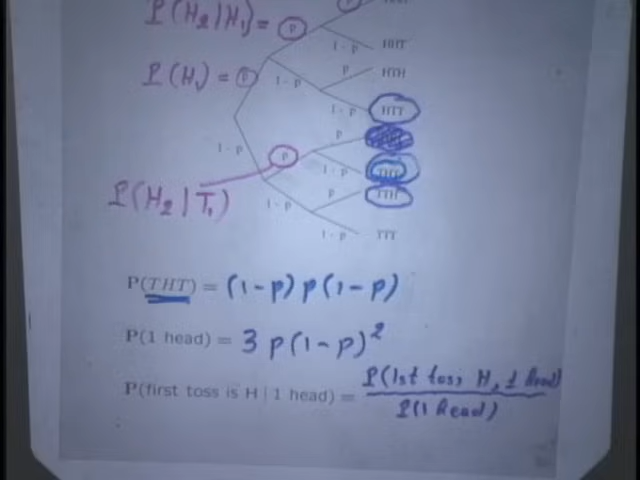 P(H₂|H₁)= p
1 - p HHT
P(H₁)= p
p HTH
1 - p
1 - p HTT
p
1 - p
p
1 - p
P(H₂|T₁)
1 - p
p TTH
1 - p TTT
P(THT) = (1-p) p (1-p)
P(1 head) = 3 p(1-p)²
P(first toss is H | 1 head) = P(1st toss H, 1 head)
P(1 head)